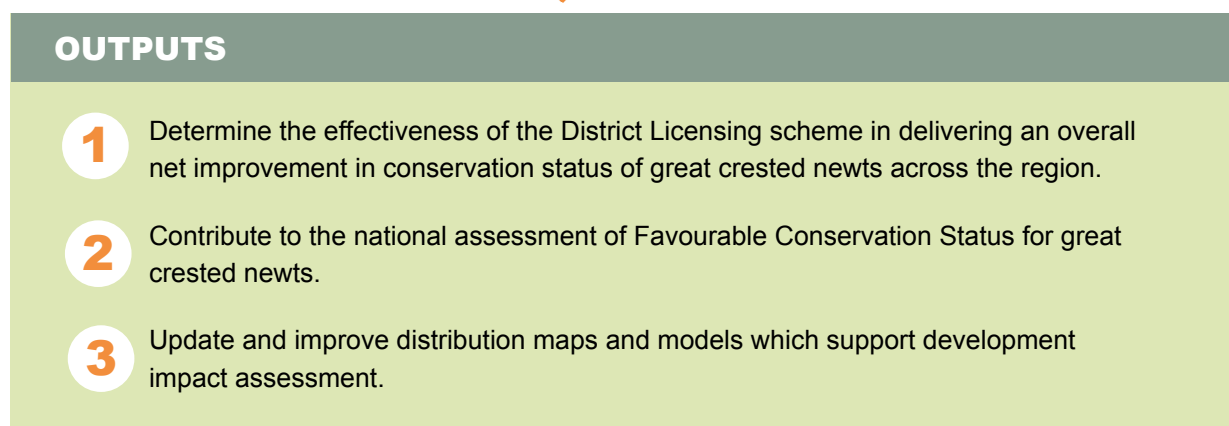 OUTPUTS
1
Determine the effectiveness of the District Licensing scheme in delivering an overall
net improvement in conservation status of great crested newts across the region.
2
Contribute to the national assessment of Favourable Conservation Status for great
crested newts.
3
Update and improve distribution maps and models which support development
impact assessment.